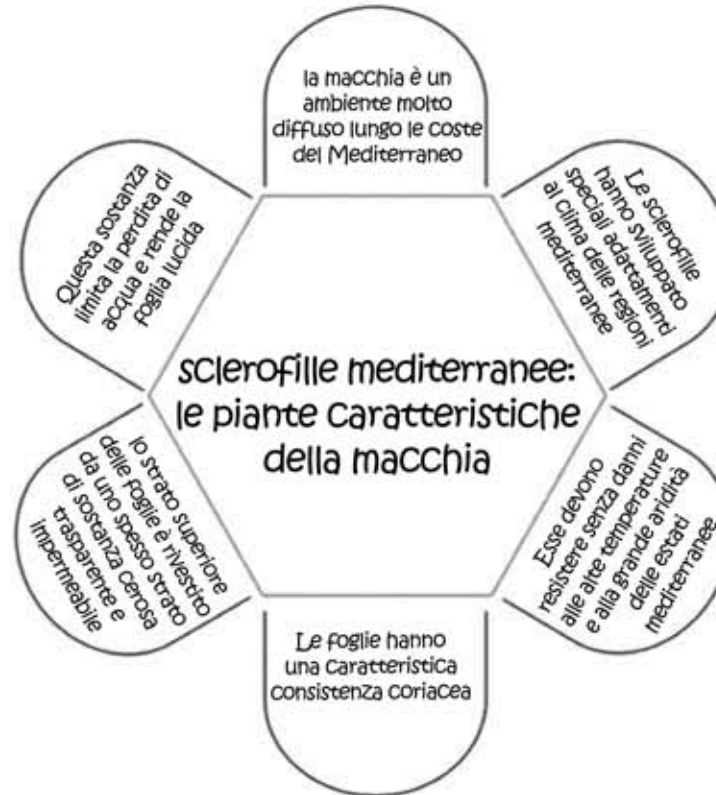 la macchia è un
ambiente molto
diffuso lungo le coste
del Mediterraneo
Le sclerofille
hanno sviluppato
speciali adattamenti
al clima delle regioni
mediterranee
Esse devono
resistere senza danni
alle alte temperature
e alla grande aridità
delle estati
mediterranee
Le foglie hanno
una caratteristica
consistenza coriacea
lo strato superiore
delle foglie è rivestito
da uno spesso strato
di sostanza cerosa
trasparente e
impermeabile
Questa sostanza
limita la perdita di
acqua e rende la
foglia lucida
sclerofille mediterranee:
le piante caratteristiche
della macchia